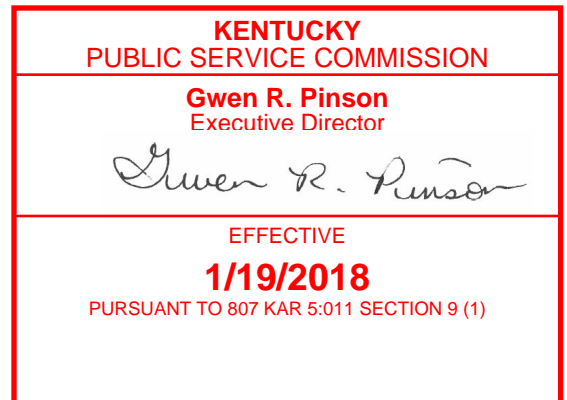 KENTUCKY
PUBLIC SERVICE COMMISSION
Gwen R. Pinson
Executive Director
Gwen R. Pinson
EFFECTIVE
1/19/2018
PURSUANT TO 807 KAR 5:011 SECTION 9 (1)